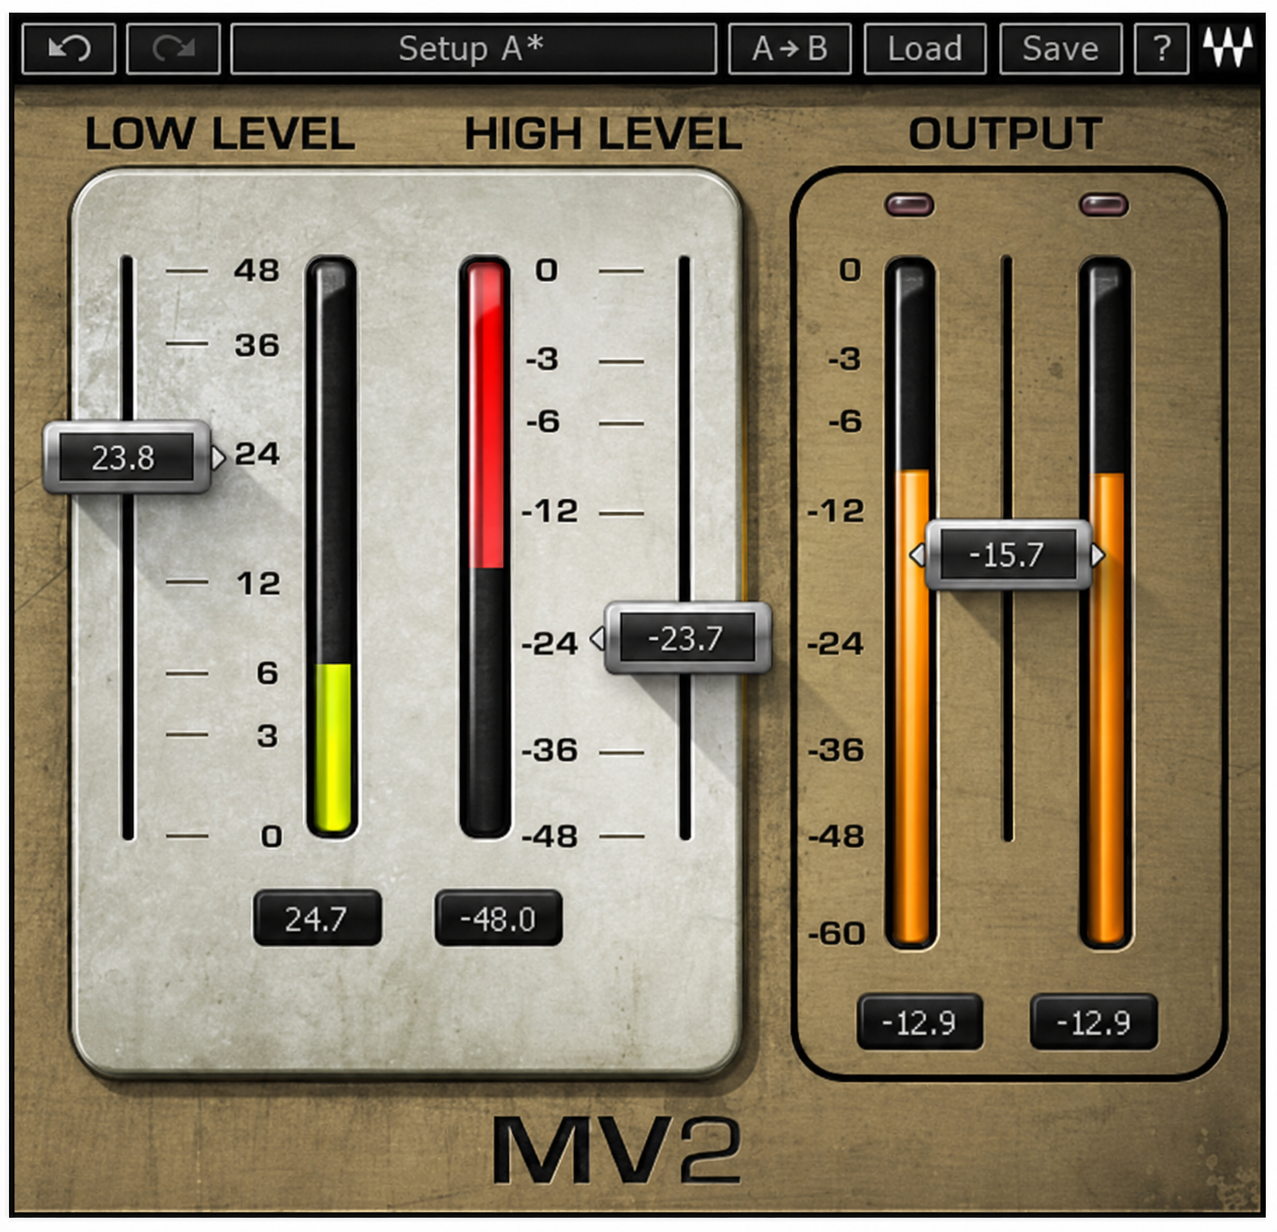 Setup A* A→B Load Save ?
LOW LEVEL HIGH LEVEL OUTPUT
48 0 0
36 -3 -3
-6 -6
23.8 24
-12 -12
-15.7
12
-24 -23.7 -24
6
3 -36 -36
0 -48 -48
24.7 -48.0
-60
-12.9 -12.9
MV2